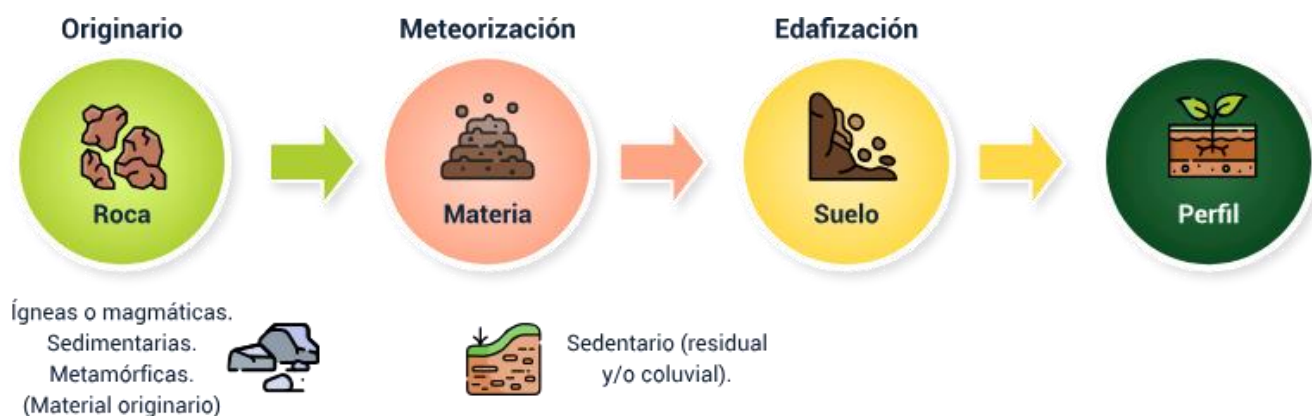 Originario
Meteorización
Edafización
Roca
Materia
Suelo
Perfil
Ígneas o magmáticas.
Sedimentarias.
Metamórficas.
(Material originario)
Sedentario (residual
y/o coluvial).